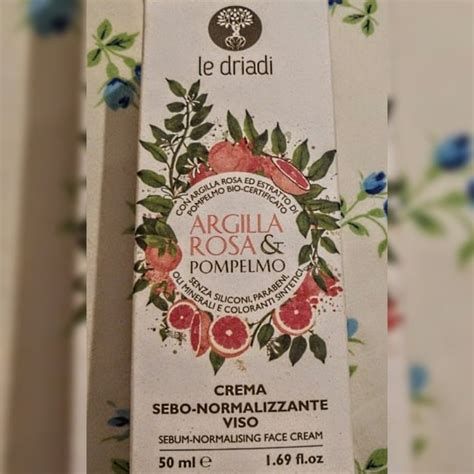 le driadi
CON ARGILLA ROSA ED ESTRATTO DI
POMPELMO BIO-CERTIFICATO
ARGILLA
ROSA &
POMPELMO
SENZA SILICONI, PARABENI,
OLI MINERALI E COLORANTI SINTETICI
CREMA
SEBO-NORMALIZZANTE
VISO
SEBUM-NORMALISING FACE CREAM
50 ml ℮ 1.69 fl.oz